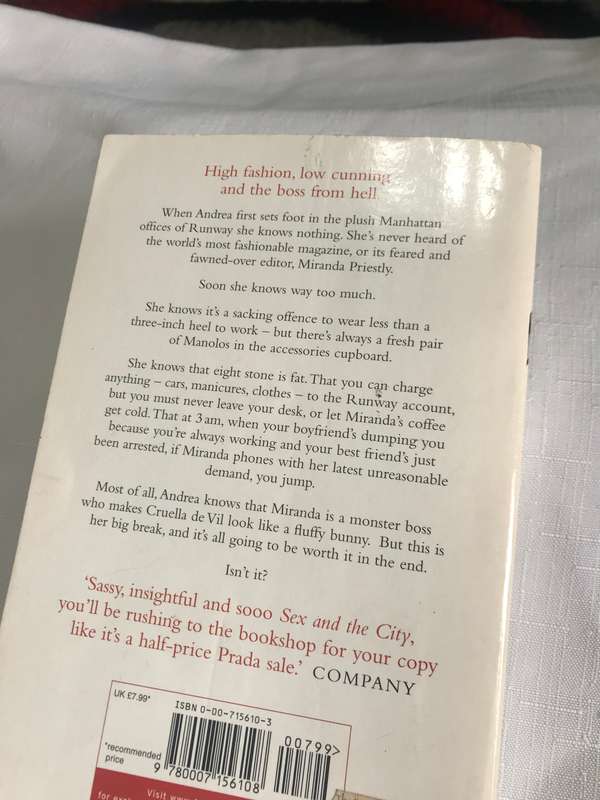 High fashion, low cunning
and the boss from hell.
When Andrea first sets foot in the plush Manhattan
offices of Runway she knows nothing. She's never heard of
the world's most fashionable magazine, or its feared and
fawned-over editor, Miranda Priestly.
Soon she knows way too much.
She knows it's a sacking offence to wear less than a
three-inch heel to work – but there's always a fresh pair
of Manolos in the accessories cupboard.
She knows that eight stone is fat. That you can charge
anything – cars, manicures, clothes – to the Runway account,
but you must never leave your desk, or let Miranda's coffee
get cold. That at 3 am, when your boyfriend's dumping you
because you're always working and your best friend's just
been arrested, if Miranda phones with her latest unreasonable
demand, you jump.
Most of all, Andrea knows that Miranda is a monster boss
who makes Cruella de Vil look like a fluffy bunny. But this is
her big break, and it's all going to be worth it in the end.
Isn't it?
'Sassy, insightful and sooo Sex and the City,
you'll be rushing to the bookshop for your copy
like it's a half-price Prada sale.' COMPANY
UK £7.99*
ISBN 0-00-715610-3
00799>
*recommended
price
9 780007 156108
Visit
for